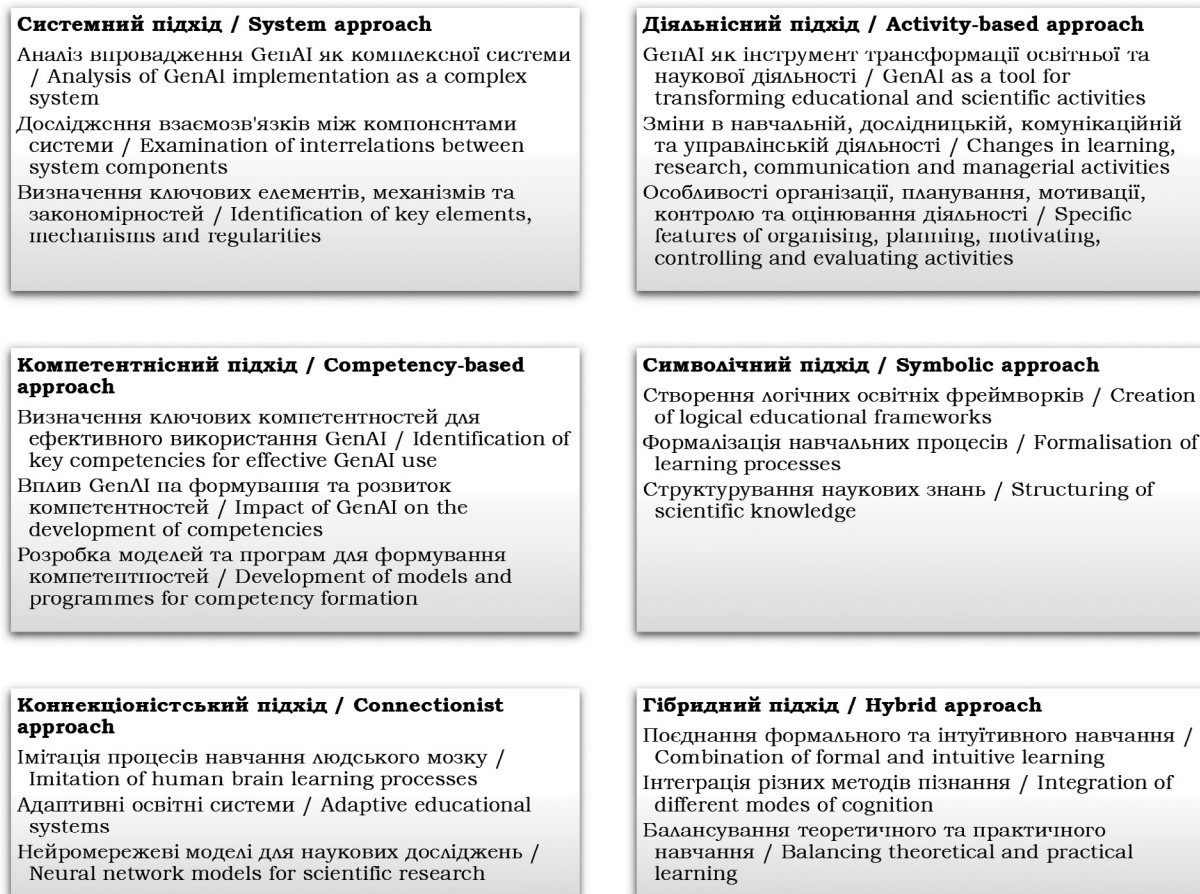 Системний підхід / System approach
Аналіз впровадження GenAI як комплексної системи
/ Analysis of GenAI implementation as a complex
system
Дослідження взаємозв'язків між компонентами
системи / Examination of interrelations between
system components
Визначення ключових елементів, механізмів та
закономірностей / Identification of key elements,
mechanisms and regularities
Діяльнісний підхід / Activity-based approach
GenAI як інструмент трансформації освітньої та
наукової діяльності / GenAI as a tool for
transforming educational and scientific activities
Зміни в навчальній, дослідницькій, комунікаційній
та управлінській діяльності / Changes in learning,
research, communication and managerial activities
Особливості організації, планування, мотивації,
контролю та оцінювання діяльності / Specific
features of organising, planning, motivating,
controlling and evaluating activities
Компетентнісний підхід / Competency-based
approach
Визначення ключових компетентностей для
ефективного використання GenAI / Identification of
key competencies for effective GenAI use
Вплив GenAI на формування та розвиток
компетентностей / Impact of GenAI on the
development of competencies
Розробка моделей та програм для формування
компетентностей / Development of models and
programmes for competency formation
Символічний підхід / Symbolic approach
Створення логічних освітніх фреймворків / Creation
of logical educational frameworks
Формалізація навчальних процесів / Formalisation of
learning processes
Структурування наукових знань / Structuring of
scientific knowledge
Коннекціоністський підхід / Connectionist
approach
Імітація процесів навчання людського мозку /
Imitation of human brain learning processes
Адаптивні освітні системи / Adaptive educational
systems
Нейромережеві моделі для наукових досліджень /
Neural network models for scientific research
Гібридний підхід / Hybrid approach
Поєднання формального та інтуїтивного навчання /
Combination of formal and intuitive learning
Інтеграція різних методів пізнання / Integration of
different modes of cognition
Балансування теоретичного та практичного
навчання / Balancing theoretical and practical
learning